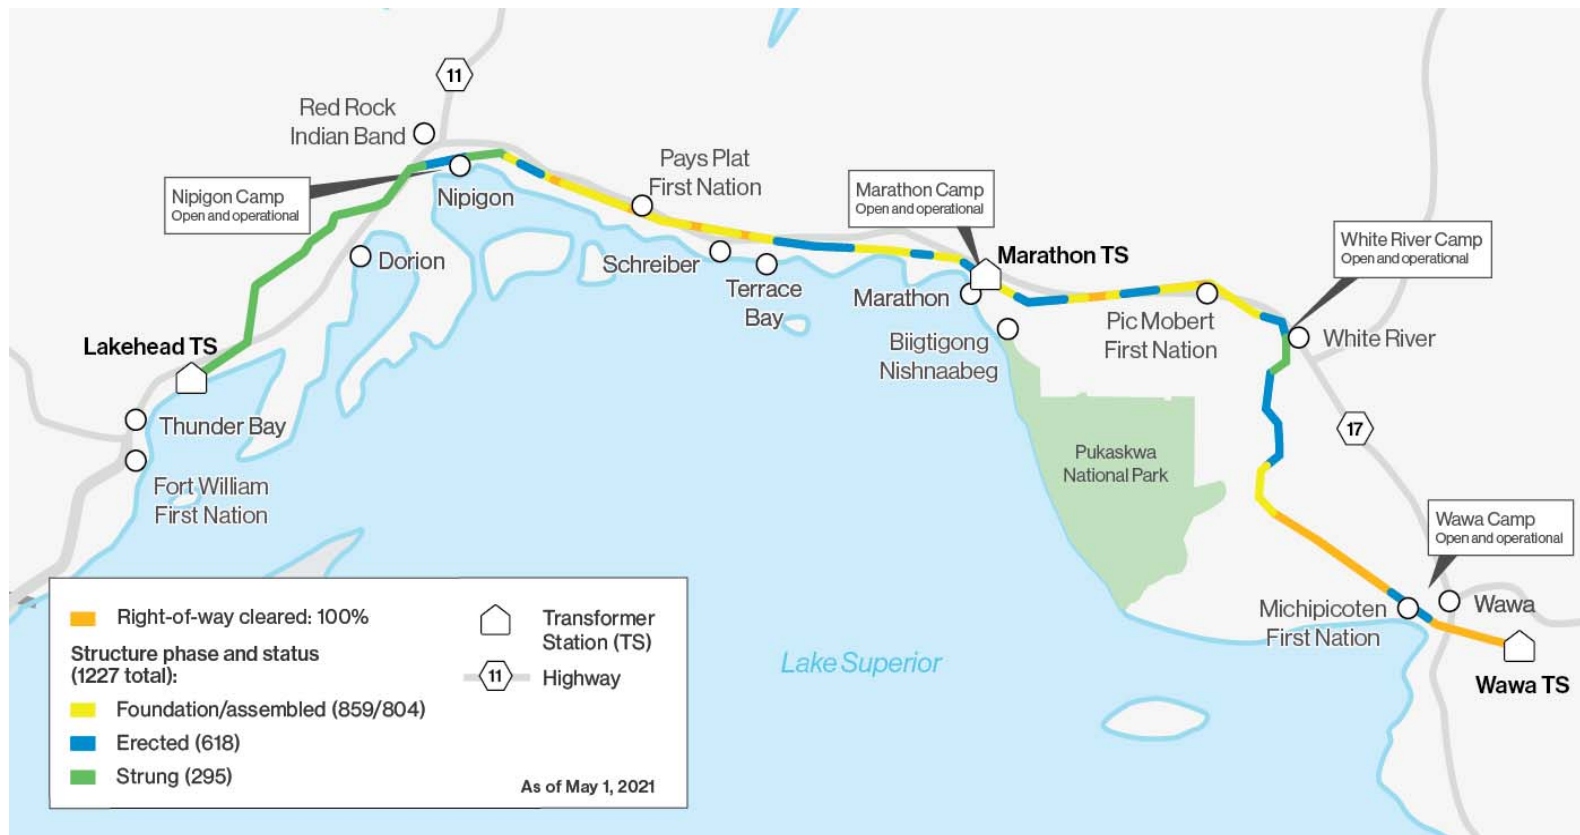 11
Red Rock
Indian Band
Pays Plat
First Nation
Nipigon Camp
Open and operational
Nipigon
Marathon Camp
Open and operational
White River Camp
Open and operational
Dorion
Schreiber
Terrace
Bay
Marathon TS
Marathon
Biigtigong
Nishnaabeg
Pic Mobert
First Nation
White River
Lakehead TS
Thunder Bay
Fort William
First Nation
17
Pukaskwa
National Park
Wawa Camp
Open and operational
Michipicoten
First Nation
Wawa
Wawa TS
Lake Superior
Right-of-way cleared: 100%
Structure phase and status
(1227 total):
Foundation/assembled (859/804)
Erected (618)
Strung (295)
Transformer
Station (TS)
11 Highway
As of May 1, 2021